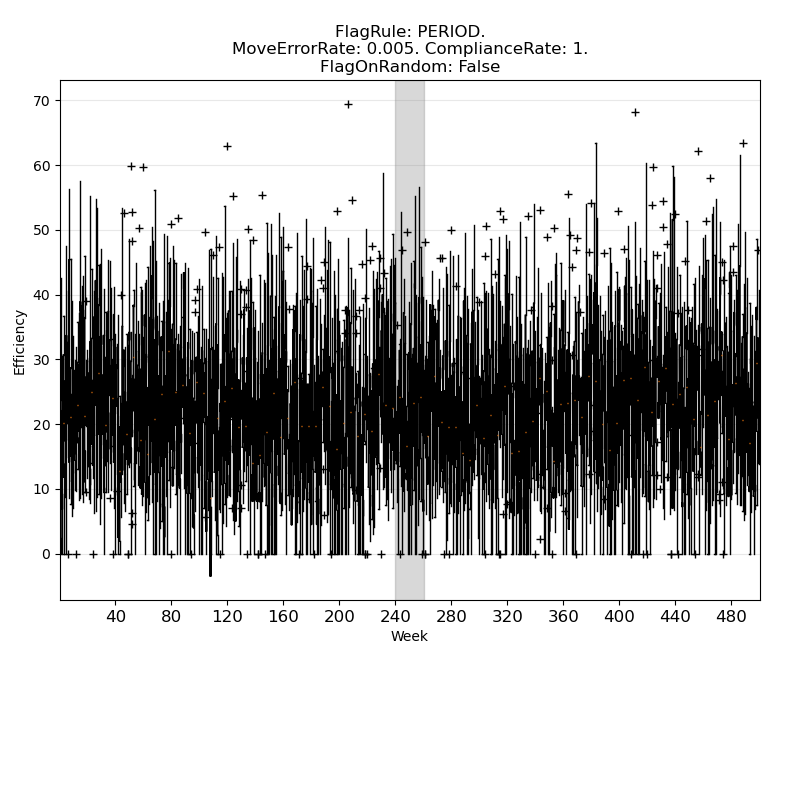 FlagRule: PERIOD.
MoveErrorRate: 0.005. ComplianceRate: 1.
FlagOnRandom: False
70
60
50
40
30
20
10
0
Efficiency
40 80 120 160 200 240 280 320 360 400 440 480
Week